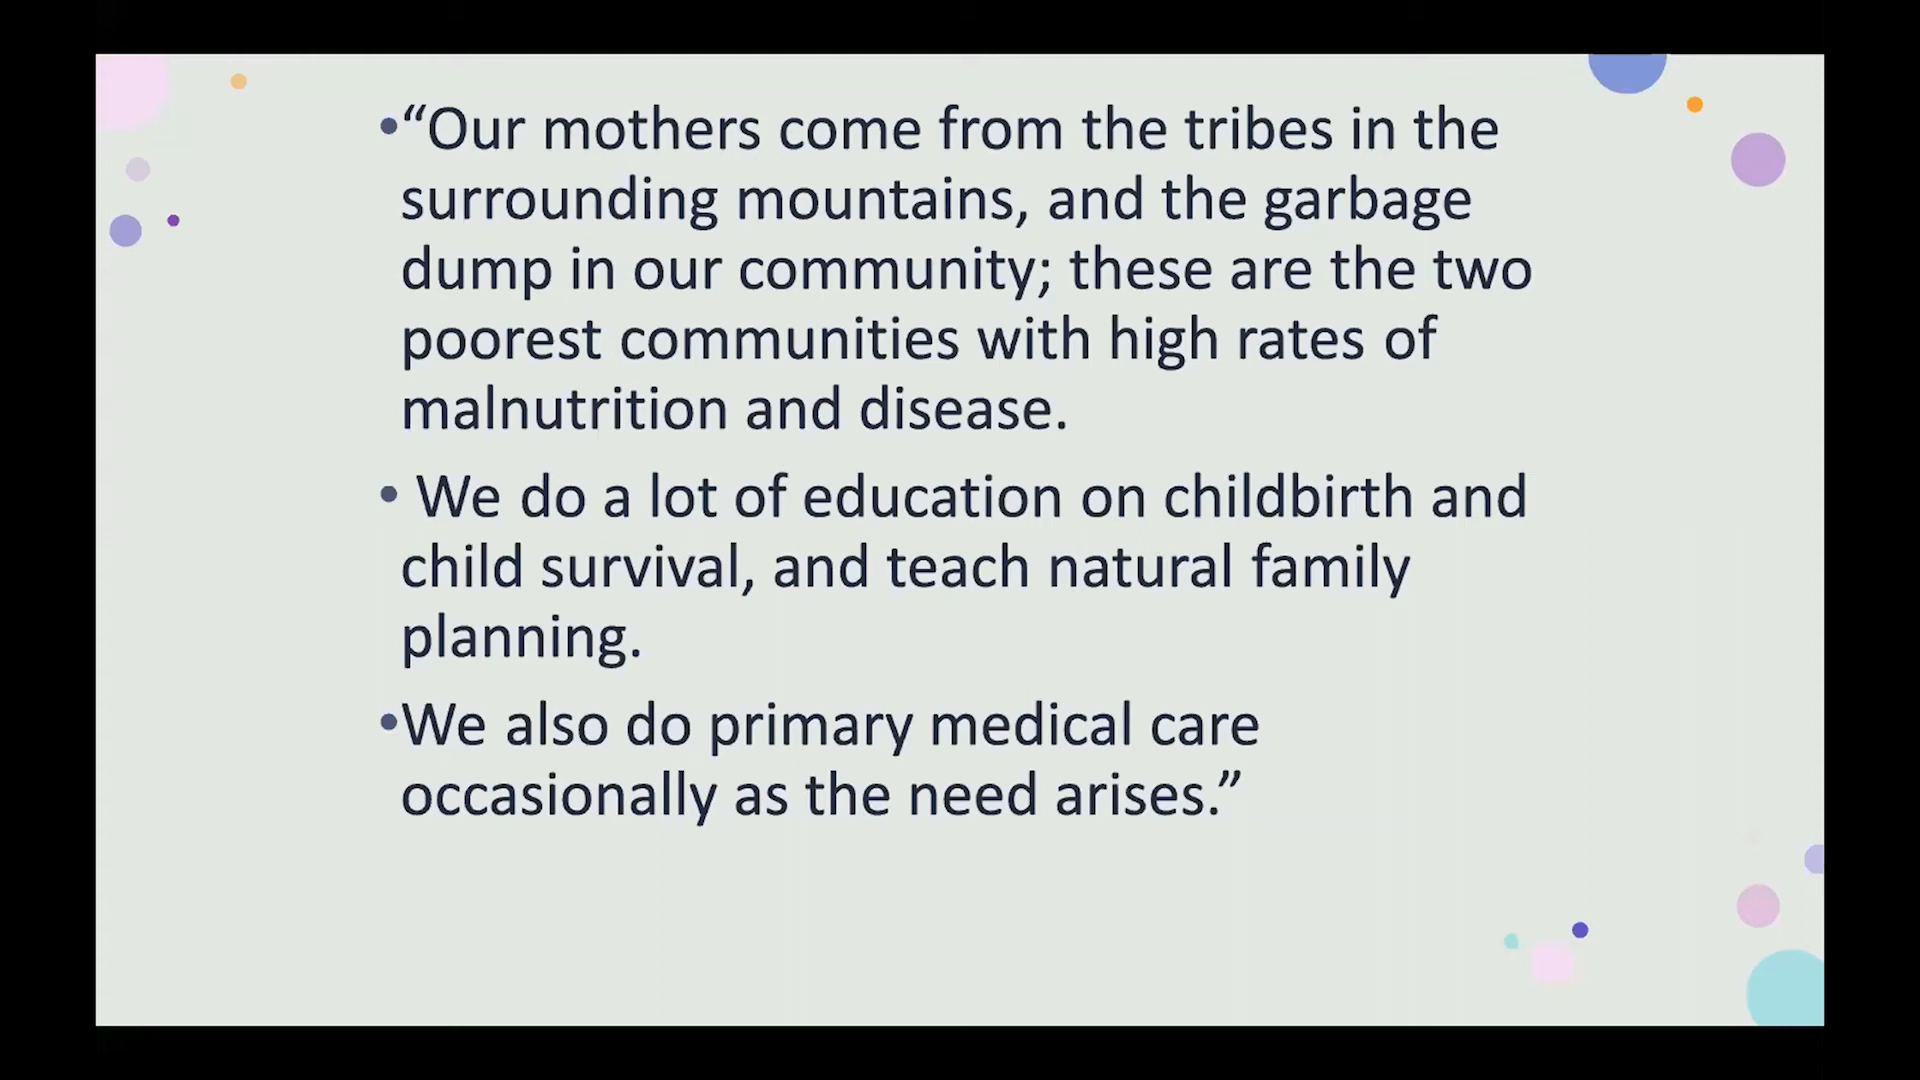 •“Our mothers come from the tribes in the
surrounding mountains, and the garbage
dump in our community; these are the two
poorest communities with high rates of
malnutrition and disease.
• We do a lot of education on childbirth and
child survival, and teach natural family
planning.
•We also do primary medical care
occasionally as the need arises.”